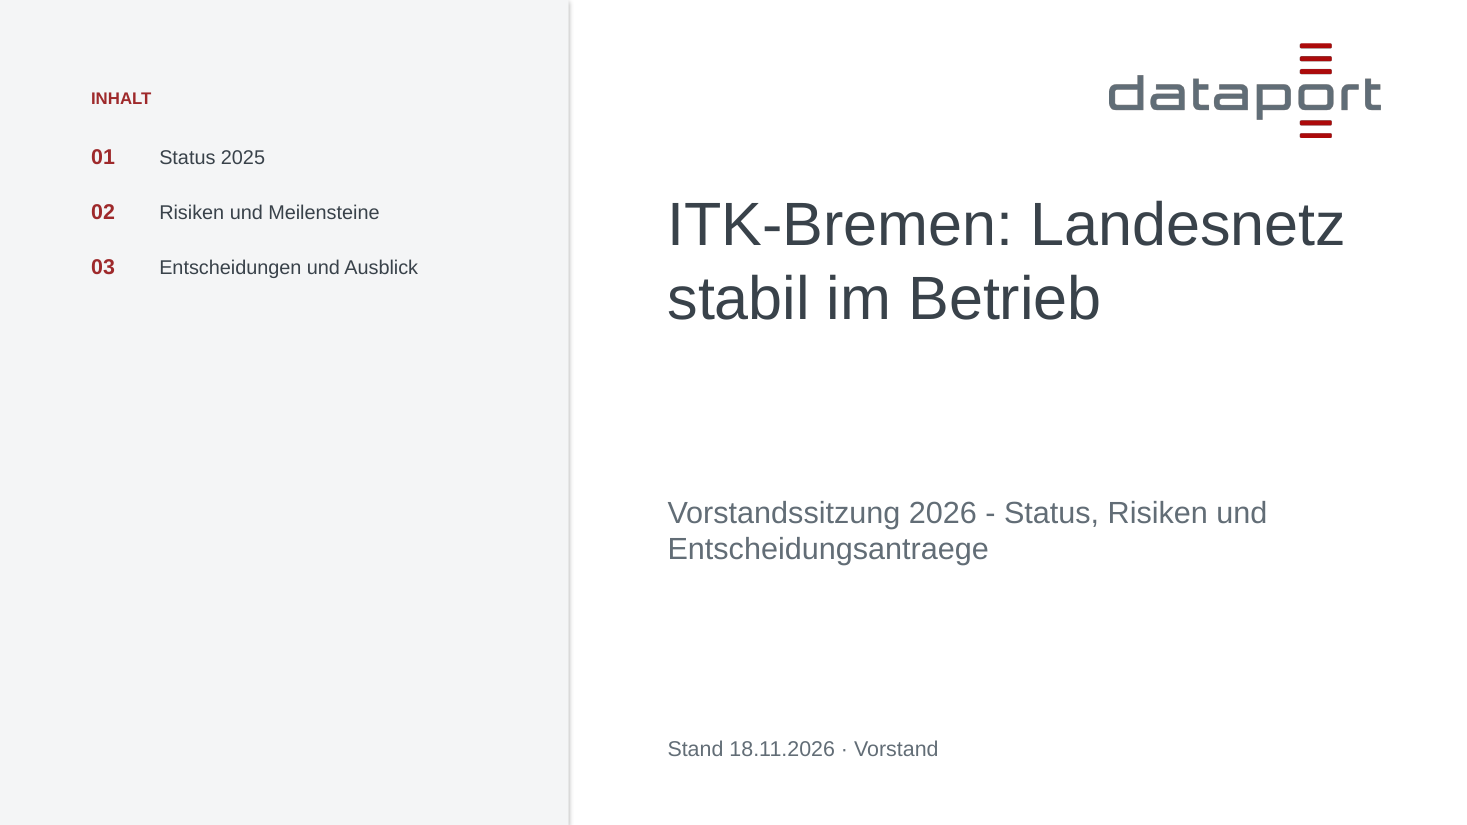 INHALT
01 Status 2025
02 Risiken und Meilensteine
03 Entscheidungen und Ausblick
dataport
ITK-Bremen: Landesnetz
stabil im Betrieb
Vorstandssitzung 2026 - Status, Risiken und
Entscheidungsantraege
Stand 18.11.2026 · Vorstand